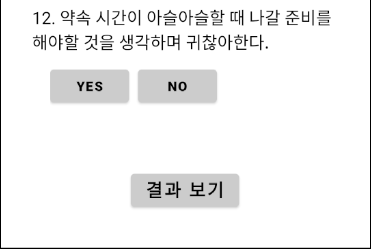 12. 약속 시간이 아슬아슬할 때 나갈 준비를
해야할 것을 생각하며 귀찮아한다.
YES NO
결과 보기